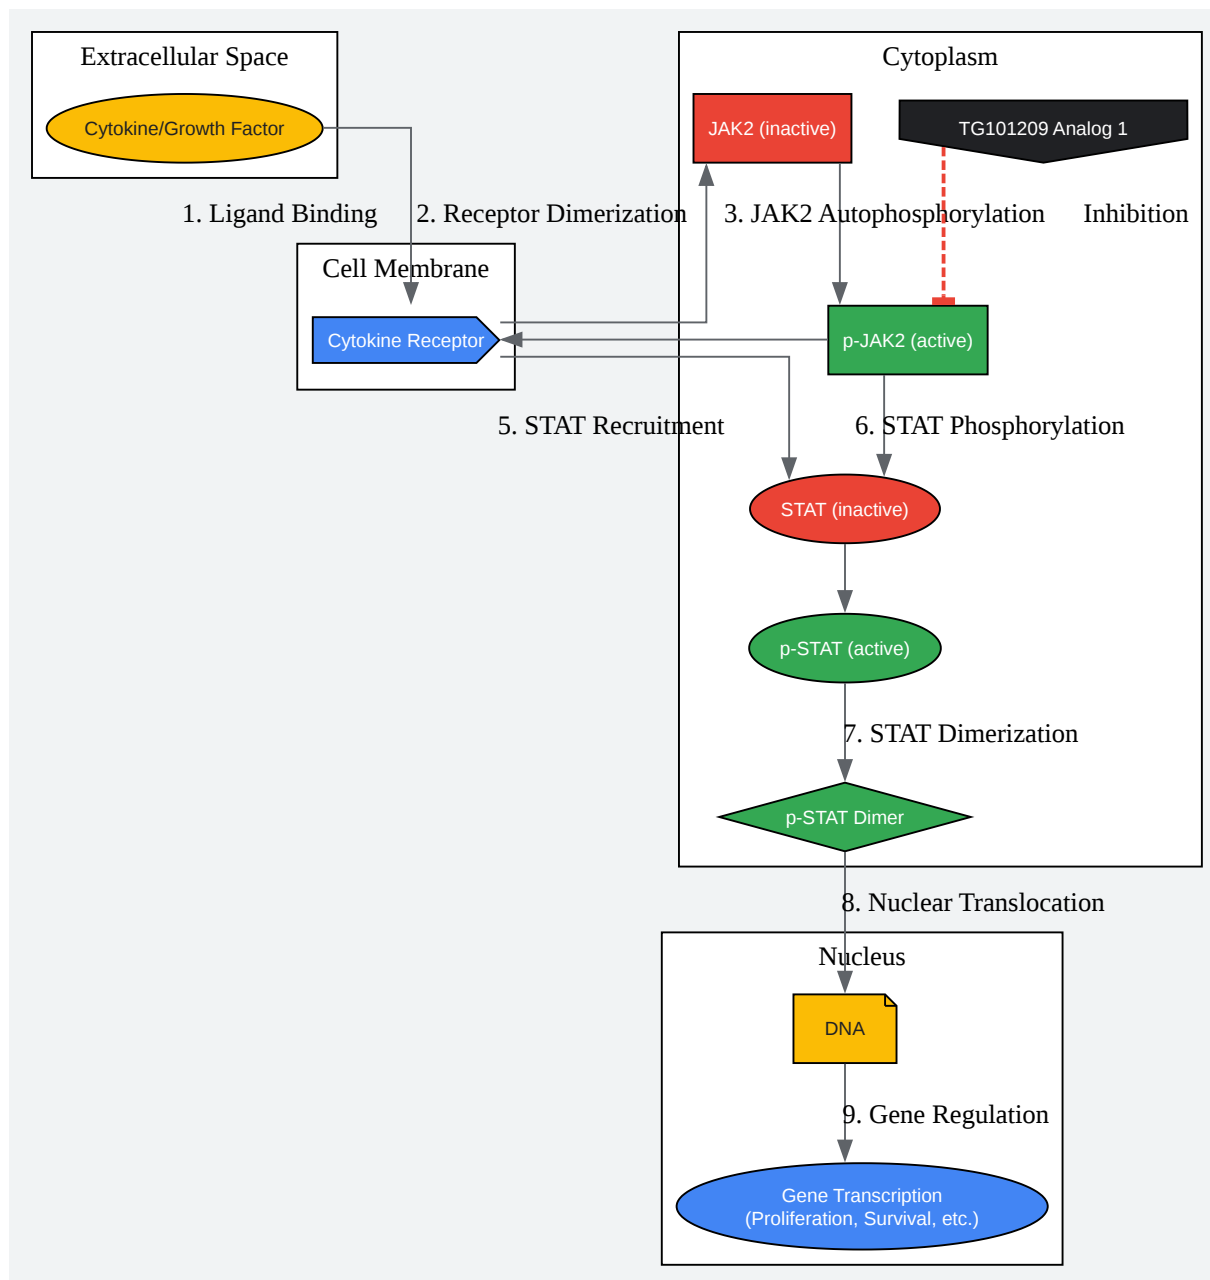 Extracellular Space
Cytokine/Growth Factor
Cytoplasm
JAK2 (inactive)
TG101209 Analog 1
1. Ligand Binding
2. Receptor Dimerization
3. JAK2 Autophosphorylation
Inhibition
Cell Membrane
Cytokine Receptor
p-JAK2 (active)
5. STAT Recruitment
6. STAT Phosphorylation
STAT (inactive)
p-STAT (active)
7. STAT Dimerization
p-STAT Dimer
8. Nuclear Translocation
Nucleus
DNA
9. Gene Regulation
Gene Transcription
(Proliferation, Survival, etc.)